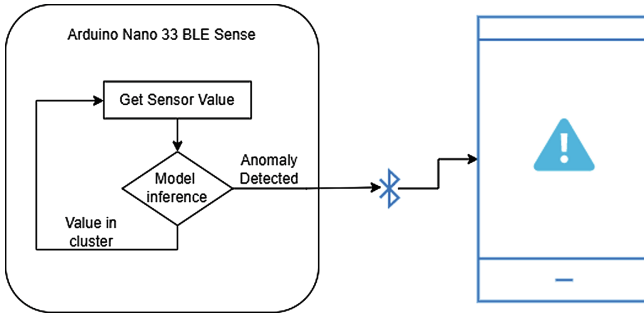 Arduino Nano 33 BLE Sense
Get Sensor Value
Model
inference
Anomaly
Detected
Value in
cluster